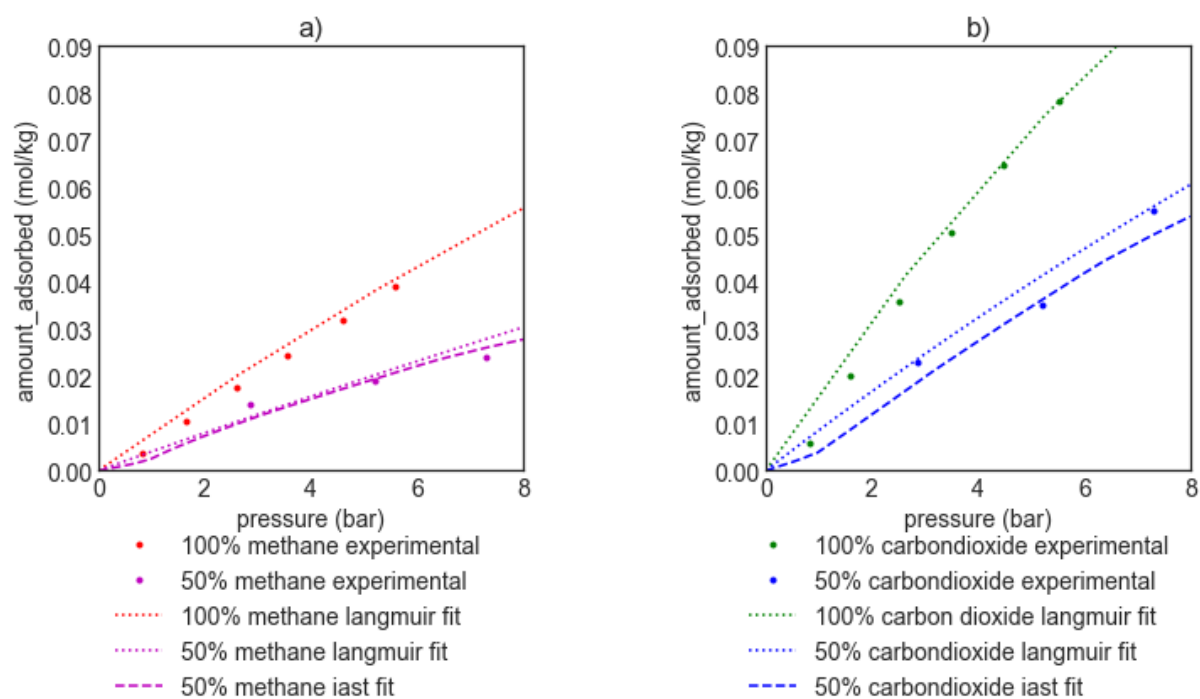 a)
0.09
0.08
0.07
0.06
0.05
0.04
0.03
0.02
0.01
0.00
amount_adsorbed (mol/kg)
0 2 4 6 8
pressure (bar)
100% methane experimental
50% methane experimental
100% methane langmuir fit
50% methane langmuir fit
50% methane iast fit
b)
0.09
0.08
0.07
0.06
0.05
0.04
0.03
0.02
0.01
0.00
amount_adsorbed (mol/kg)
0 2 4 6 8
pressure (bar)
100% carbondioxide experimental
50% carbondioxide experimental
100% carbon dioxide langmuir fit
50% carbondioxide langmuir fit
50% carbondioxide iast fit